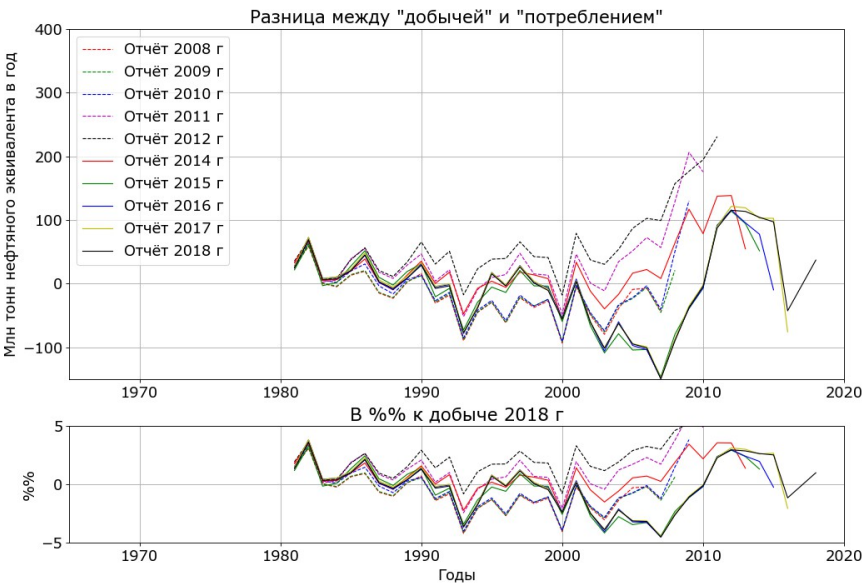 Разница между "добычей" и "потреблением"
Млн тонн нефтяного эквивалента в год
400
300
200
100
0
−100
Отчёт 2008 г
Отчёт 2009 г
Отчёт 2010 г
Отчёт 2011 г
Отчёт 2012 г
Отчёт 2014 г
Отчёт 2015 г
Отчёт 2016 г
Отчёт 2017 г
Отчёт 2018 г
1970 1980 1990 2000 2010 2020
В %% к добыче 2018 г
%%
5
0
−5
1970 1980 1990 2000 2010 2020
Годы